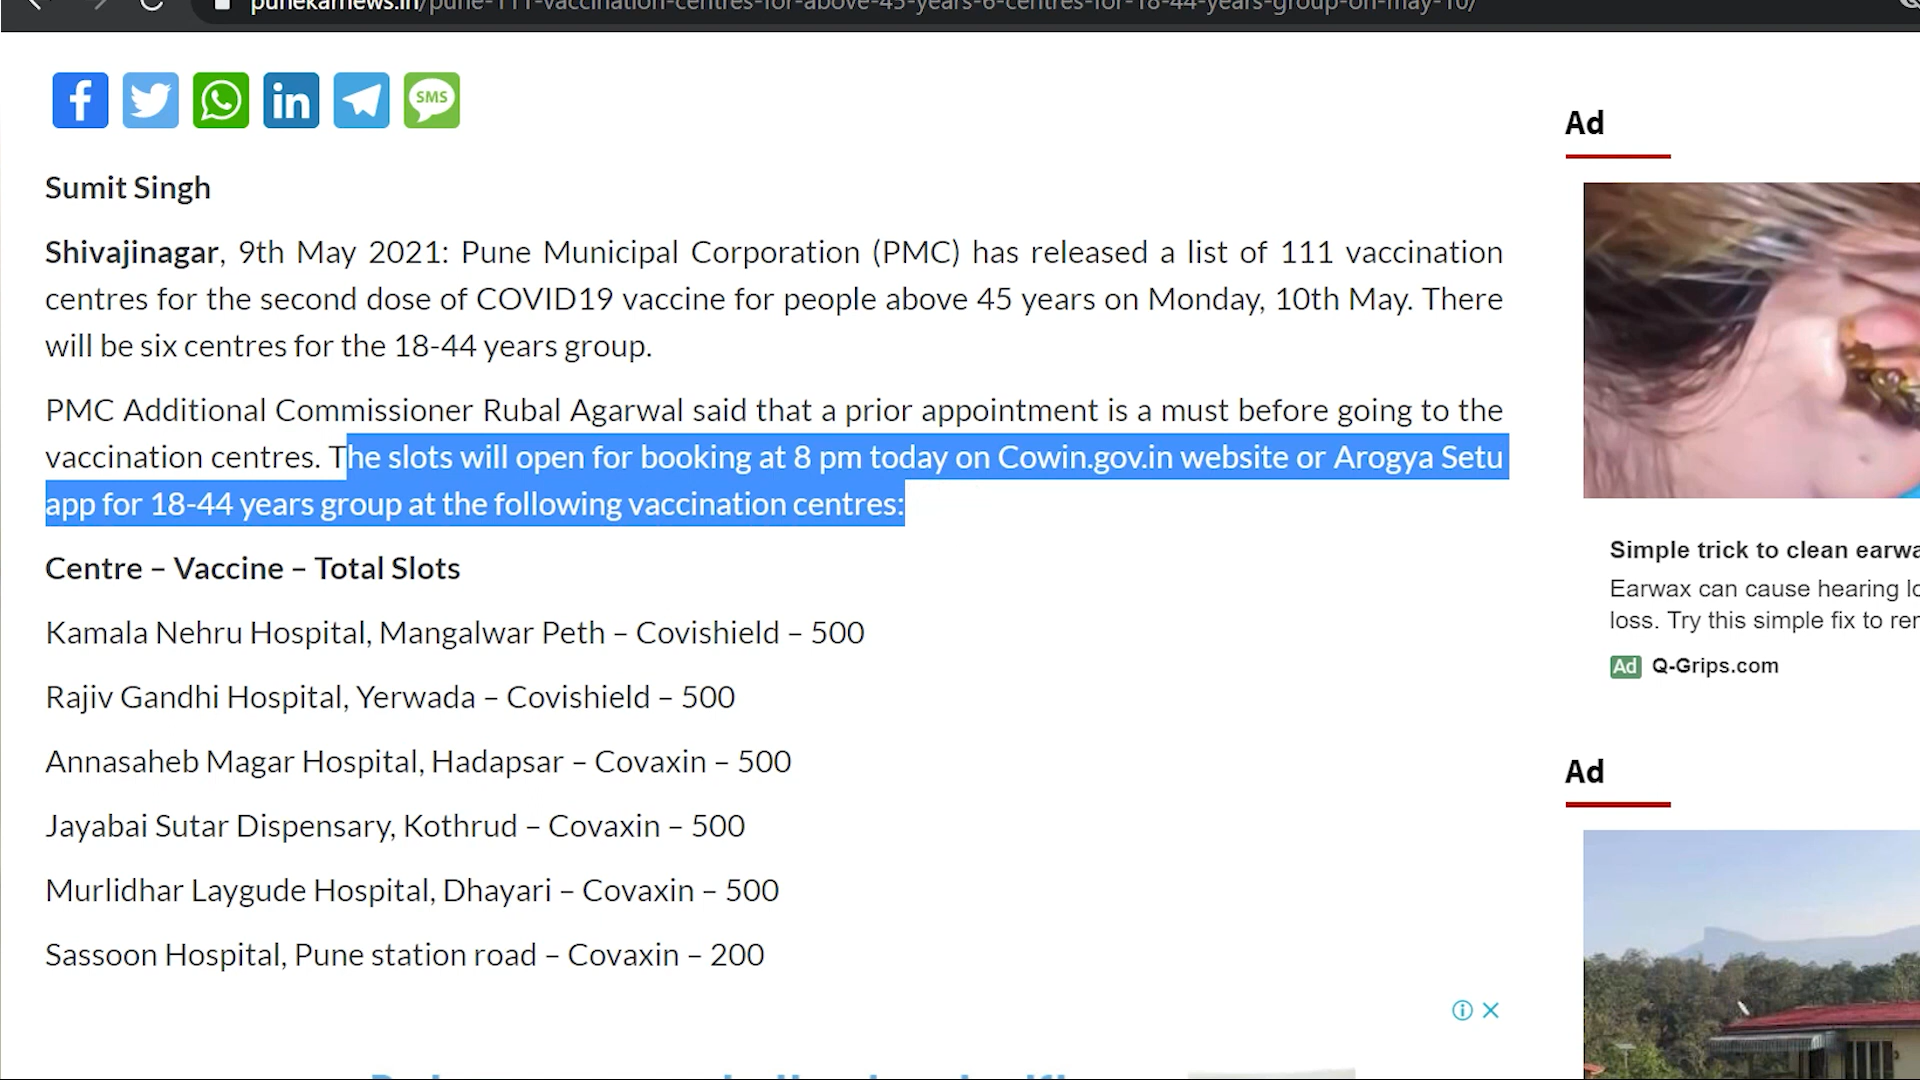 punekarnews.in/pune-111-vaccination-centres-for-above-45-years-6-centres-for-18-44-years-group-on-may-10/
SMS
Sumit Singh
Shivajinagar, 9th May 2021: Pune Municipal Corporation (PMC) has released a list of 111 vaccination
centres for the second dose of COVID19 vaccine for people above 45 years on Monday, 10th May. There
will be six centres for the 18-44 years group.
PMC Additional Commissioner Rubal Agarwal said that a prior appointment is a must before going to the
vaccination centres. The slots will open for booking at 8 pm today on Cowin.gov.in website or Arogya Setu
app for 18-44 years group at the following vaccination centres:
Centre – Vaccine – Total Slots
Kamala Nehru Hospital, Mangalwar Peth – Covishield – 500
Rajiv Gandhi Hospital, Yerwada – Covishield – 500
Annasaheb Magar Hospital, Hadapsar – Covaxin – 500
Jayabai Sutar Dispensary, Kothrud – Covaxin – 500
Murlidhar Laygude Hospital, Dhayari – Covaxin – 500
Sassoon Hospital, Pune station road – Covaxin – 200
Ad
Simple trick to clean earwa
Earwax can cause hearing lo
loss. Try this simple fix to rer
Ad Q-Grips.com
Ad